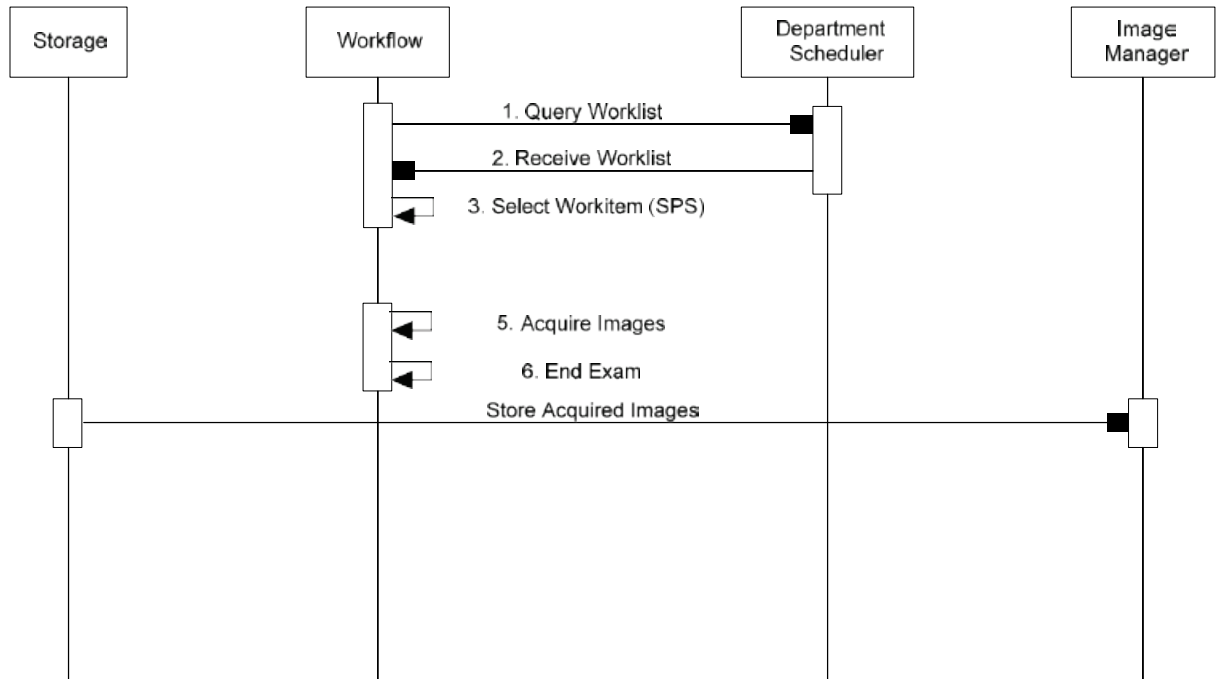 Storage
Workflow
Department
Scheduler
Image
Manager
1. Query Worklist
2. Receive Worklist
3. Select Workitem (SPS)
5. Acquire Images
6. End Exam
Store Acquired Images